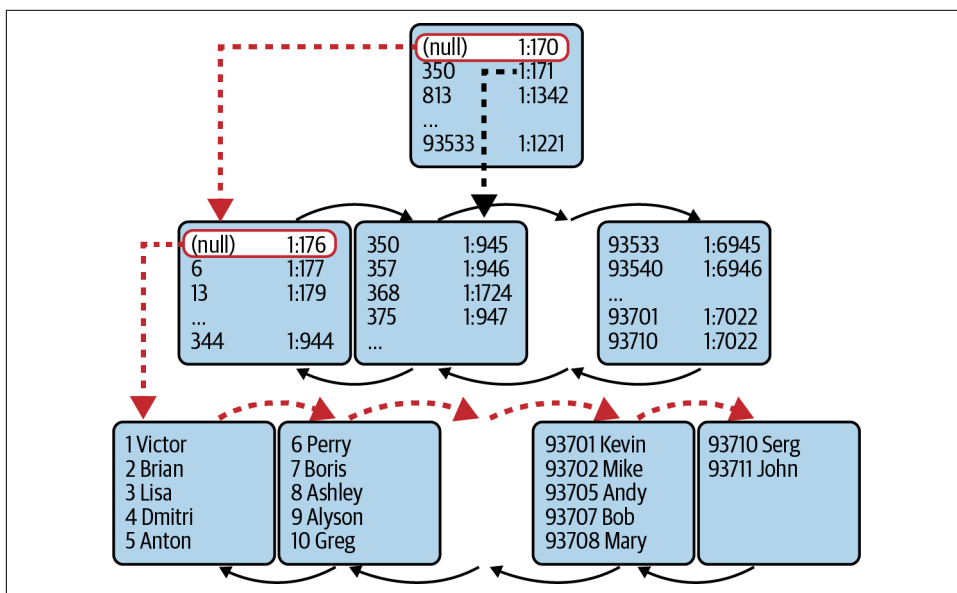 (null) 1:170
350 1:171
813 1:1342
...
93533 1:1221
(null) 1:176
6 1:177
13 1:179
...
344 1:944
350 1:945
357 1:946
368 1:1724
375 1:947
...
93533 1:6945
93540 1:6946
...
93701 1:7022
93710 1:7022
1 Victor
2 Brian
3 Lisa
4 Dmitri
5 Anton
6 Perry
7 Boris
8 Ashley
9 Alyson
10 Greg
93701 Kevin
93702 Mike
93705 Andy
93707 Bob
93708 Mary
93710 Serg
93711 John